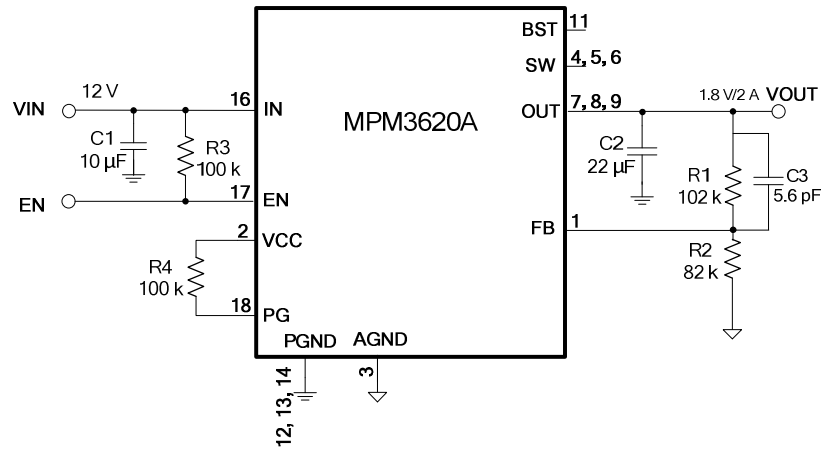 BST
11
SW
4, 5, 6
12 V
VIN
16
IN
MPM3620A
OUT
7, 8, 9
1.8 V/2 A
VOUT
C1
10 µF
R3
100 k
C2
22 µF
R1
102 k
C3
5.6 pF
EN
17
EN
2
VCC
FB
1
R4
100 k
R2
82 k
18
PG
PGND
AGND
12, 13, 14
3